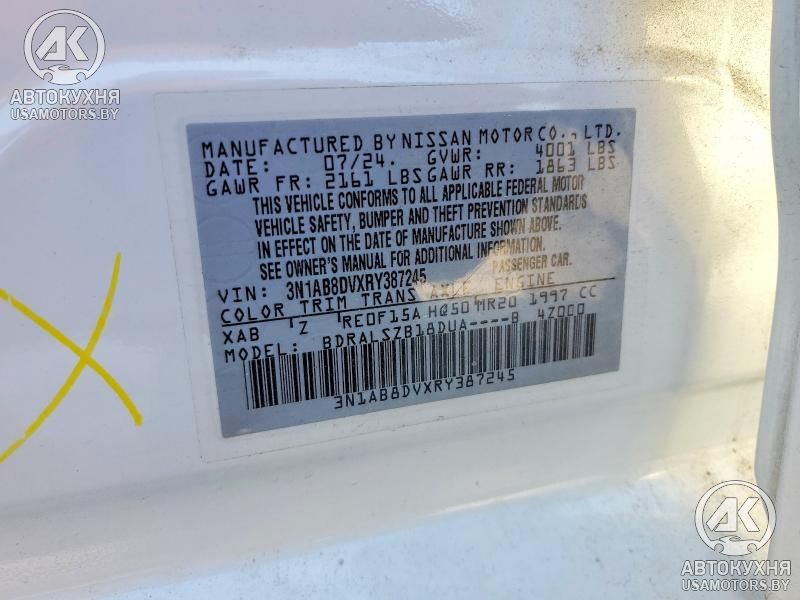 AK
АВТОКУХНЯ
USAMOTORS.BY
MANUFACTURED BY NISSAN MOTOR CO., LTD.
DATE: 07/24. GVWR: 4001 LBS
GAWR FR: 2161 LBS GAWR RR: 1863 LBS
THIS VEHICLE CONFORMS TO ALL APPLICABLE FEDERAL MOTOR
VEHICLE SAFETY, BUMPER AND THEFT PREVENTION STANDARDS
IN EFFECT ON THE DATE OF MANUFACTURE SHOWN ABOVE.
SEE OWNER'S MANUAL FOR ADDITIONAL INFORMATION.
VIN: 3N1AB8DVXRY387245 PASSENGER CAR.
COLOR TRIM TRANS AXLE ENGINE
XAB Z RE0F15A HQ50 MR20 1997 CC
MODEL: BDRALSZB18DUA----B 4Z000
3N1AB8DVXRY387245
AK
АВТОКУХНЯ
USAMOTORS.BY